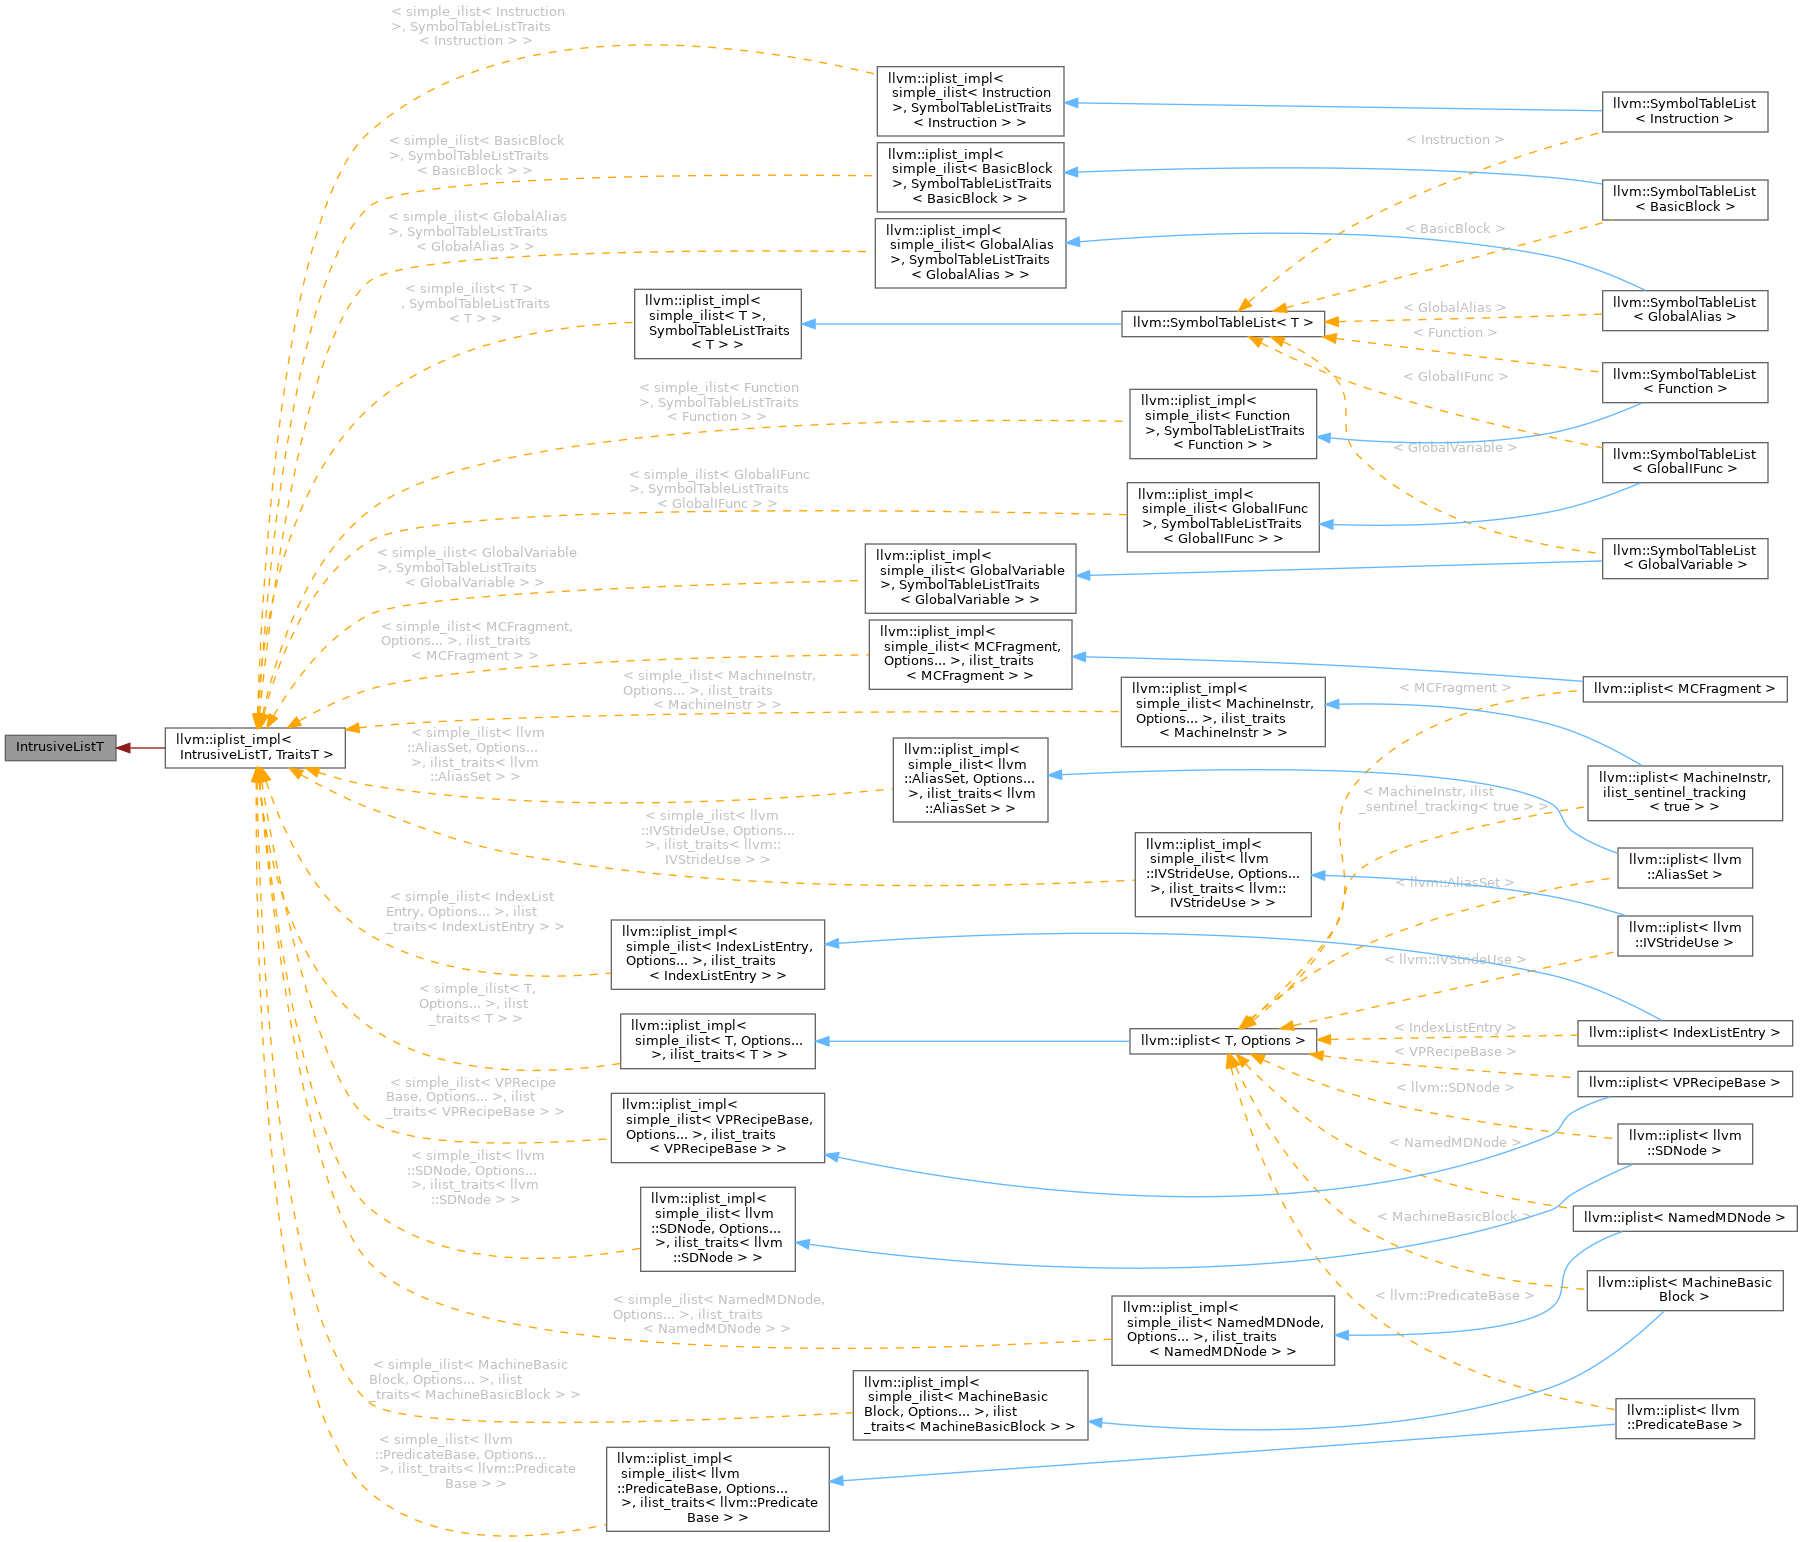 < simple_ilist< Instruction
>, SymbolTableListTraits
< Instruction > >
llvm::iplist_impl<
simple_ilist< Instruction
>, SymbolTableListTraits
< Instruction > >
llvm::SymbolTableList
< Instruction >
< Instruction >
< simple_ilist< BasicBlock
>, SymbolTableListTraits
< BasicBlock > >
llvm::iplist_impl<
simple_ilist< BasicBlock
>, SymbolTableListTraits
< BasicBlock > >
llvm::SymbolTableList
< BasicBlock >
< BasicBlock >
< simple_ilist< GlobalAlias
>, SymbolTableListTraits
< GlobalAlias > >
llvm::iplist_impl<
simple_ilist< GlobalAlias
>, SymbolTableListTraits
< GlobalAlias > >
llvm::SymbolTableList
< GlobalAlias >
< GlobalAlias >
< simple_ilist< T >
, SymbolTableListTraits
< T > >
llvm::iplist_impl<
simple_ilist< T >,
SymbolTableListTraits
< T > >
llvm::SymbolTableList< T >
< Function >
llvm::SymbolTableList
< Function >
< GlobalIFunc >
< simple_ilist< Function
>, SymbolTableListTraits
< Function > >
llvm::iplist_impl<
simple_ilist< Function
>, SymbolTableListTraits
< Function > >
< GlobalVariable >
llvm::SymbolTableList
< GlobalIFunc >
< simple_ilist< GlobalIFunc
>, SymbolTableListTraits
< GlobalIFunc > >
llvm::iplist_impl<
simple_ilist< GlobalIFunc
>, SymbolTableListTraits
< GlobalIFunc > >
llvm::SymbolTableList
< GlobalVariable >
< simple_ilist< GlobalVariable
>, SymbolTableListTraits
< GlobalVariable > >
llvm::iplist_impl<
simple_ilist< GlobalVariable
>, SymbolTableListTraits
< GlobalVariable > >
< simple_ilist< MCFragment,
Options... >, ilist_traits
< MCFragment > >
llvm::iplist_impl<
simple_ilist< MCFragment,
Options... >, ilist_traits
< MCFragment > >
< MCFragment >
llvm::iplist< MCFragment >
< simple_ilist< MachineInstr,
Options... >, ilist_traits
< MachineInstr > >
llvm::iplist_impl<
simple_ilist< MachineInstr,
Options... >, ilist_traits
< MachineInstr > >
IntrusiveListT
llvm::iplist_impl<
IntrusiveListT, TraitsT >
< simple_ilist< llvm
::AliasSet, Options...
>, ilist_traits< llvm
::AliasSet > >
llvm::iplist_impl<
simple_ilist< llvm
::AliasSet, Options...
>, ilist_traits< llvm
::AliasSet > >
< MachineInstr, ilist
_sentinel_tracking< true > >
llvm::iplist< MachineInstr,
ilist_sentinel_tracking
< true > >
< simple_ilist< llvm
::IVStrideUse, Options...
>, ilist_traits< llvm::
IVStrideUse > >
llvm::iplist_impl<
simple_ilist< llvm
::IVStrideUse, Options...
>, ilist_traits< llvm::
IVStrideUse > >
< llvm::AliasSet >
llvm::iplist< llvm
::AliasSet >
< simple_ilist< IndexList
Entry, Options... >, ilist
_traits< IndexListEntry > >
llvm::iplist_impl<
simple_ilist< IndexListEntry,
Options... >, ilist_traits
< IndexListEntry > >
< llvm::IVStrideUse >
llvm::iplist< llvm
::IVStrideUse >
< simple_ilist< T,
Options... >, ilist
_traits< T > >
llvm::iplist_impl<
simple_ilist< T, Options...
>, ilist_traits< T > >
llvm::iplist< T, Options >
< IndexListEntry >
llvm::iplist< IndexListEntry >
< VPRecipeBase >
llvm::iplist< VPRecipeBase >
< simple_ilist< VPRecipe
Base, Options... >, ilist
_traits< VPRecipeBase > >
llvm::iplist_impl<
simple_ilist< VPRecipeBase,
Options... >, ilist_traits
< VPRecipeBase > >
< llvm::SDNode >
llvm::iplist< llvm
::SDNode >
< simple_ilist< llvm
::SDNode, Options...
>, ilist_traits< llvm
::SDNode > >
llvm::iplist_impl<
simple_ilist< llvm
::SDNode, Options...
>, ilist_traits< llvm
::SDNode > >
< NamedMDNode >
llvm::iplist< NamedMDNode >
< MachineBasicBlock >
llvm::iplist< MachineBasic
Block >
< simple_ilist< NamedMDNode,
Options... >, ilist_traits
< NamedMDNode > >
llvm::iplist_impl<
simple_ilist< NamedMDNode,
Options... >, ilist_traits
< NamedMDNode > >
< llvm::PredicateBase >
< simple_ilist< MachineBasic
Block, Options... >, ilist
_traits< MachineBasicBlock > >
llvm::iplist_impl<
simple_ilist< MachineBasic
Block, Options... >, ilist
_traits< MachineBasicBlock > >
llvm::iplist< llvm
::PredicateBase >
< simple_ilist< llvm
::PredicateBase, Options...
>, ilist_traits< llvm::Predicate
Base > >
llvm::iplist_impl<
simple_ilist< llvm
::PredicateBase, Options...
>, ilist_traits< llvm::Predicate
Base > >